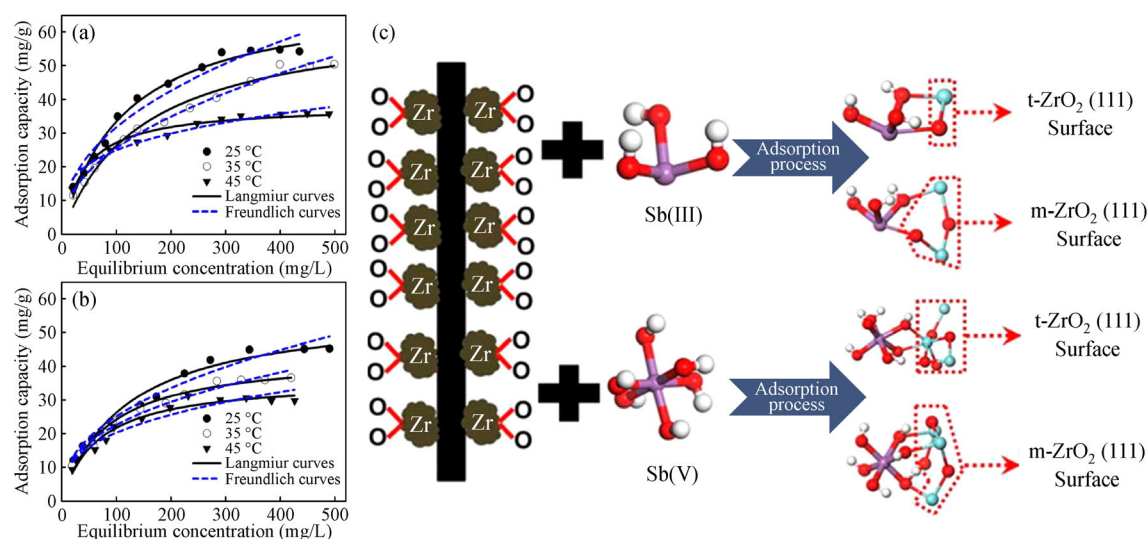 (a)
60
50
40
30
20
10
0
0 100 200 300 400 500
Adsorption capacity (mg/g)
Equilibrium concentration (mg/L)
25 °C
35 °C
45 °C
Langmiur curves
Freundlich curves
(b)
60
50
40
30
20
10
0
0 100 200 300 400 500
Adsorption capacity (mg/g)
Equilibrium concentration (mg/L)
25 °C
35 °C
45 °C
Langmiur curves
Freundlich curves
(c)
O O
Zr Zr
O O
O O
Zr Zr
O O
O O
Zr Zr
O O
O O
Zr Zr
O O
O O
Zr Zr
O O
O O
Zr Zr
O O
Sb(III)
Adsorption
process
t-ZrO₂ (111)
Surface
m-ZrO₂ (111)
Surface
Sb(V)
Adsorption
process
t-ZrO₂ (111)
Surface
m-ZrO₂ (111)
Surface